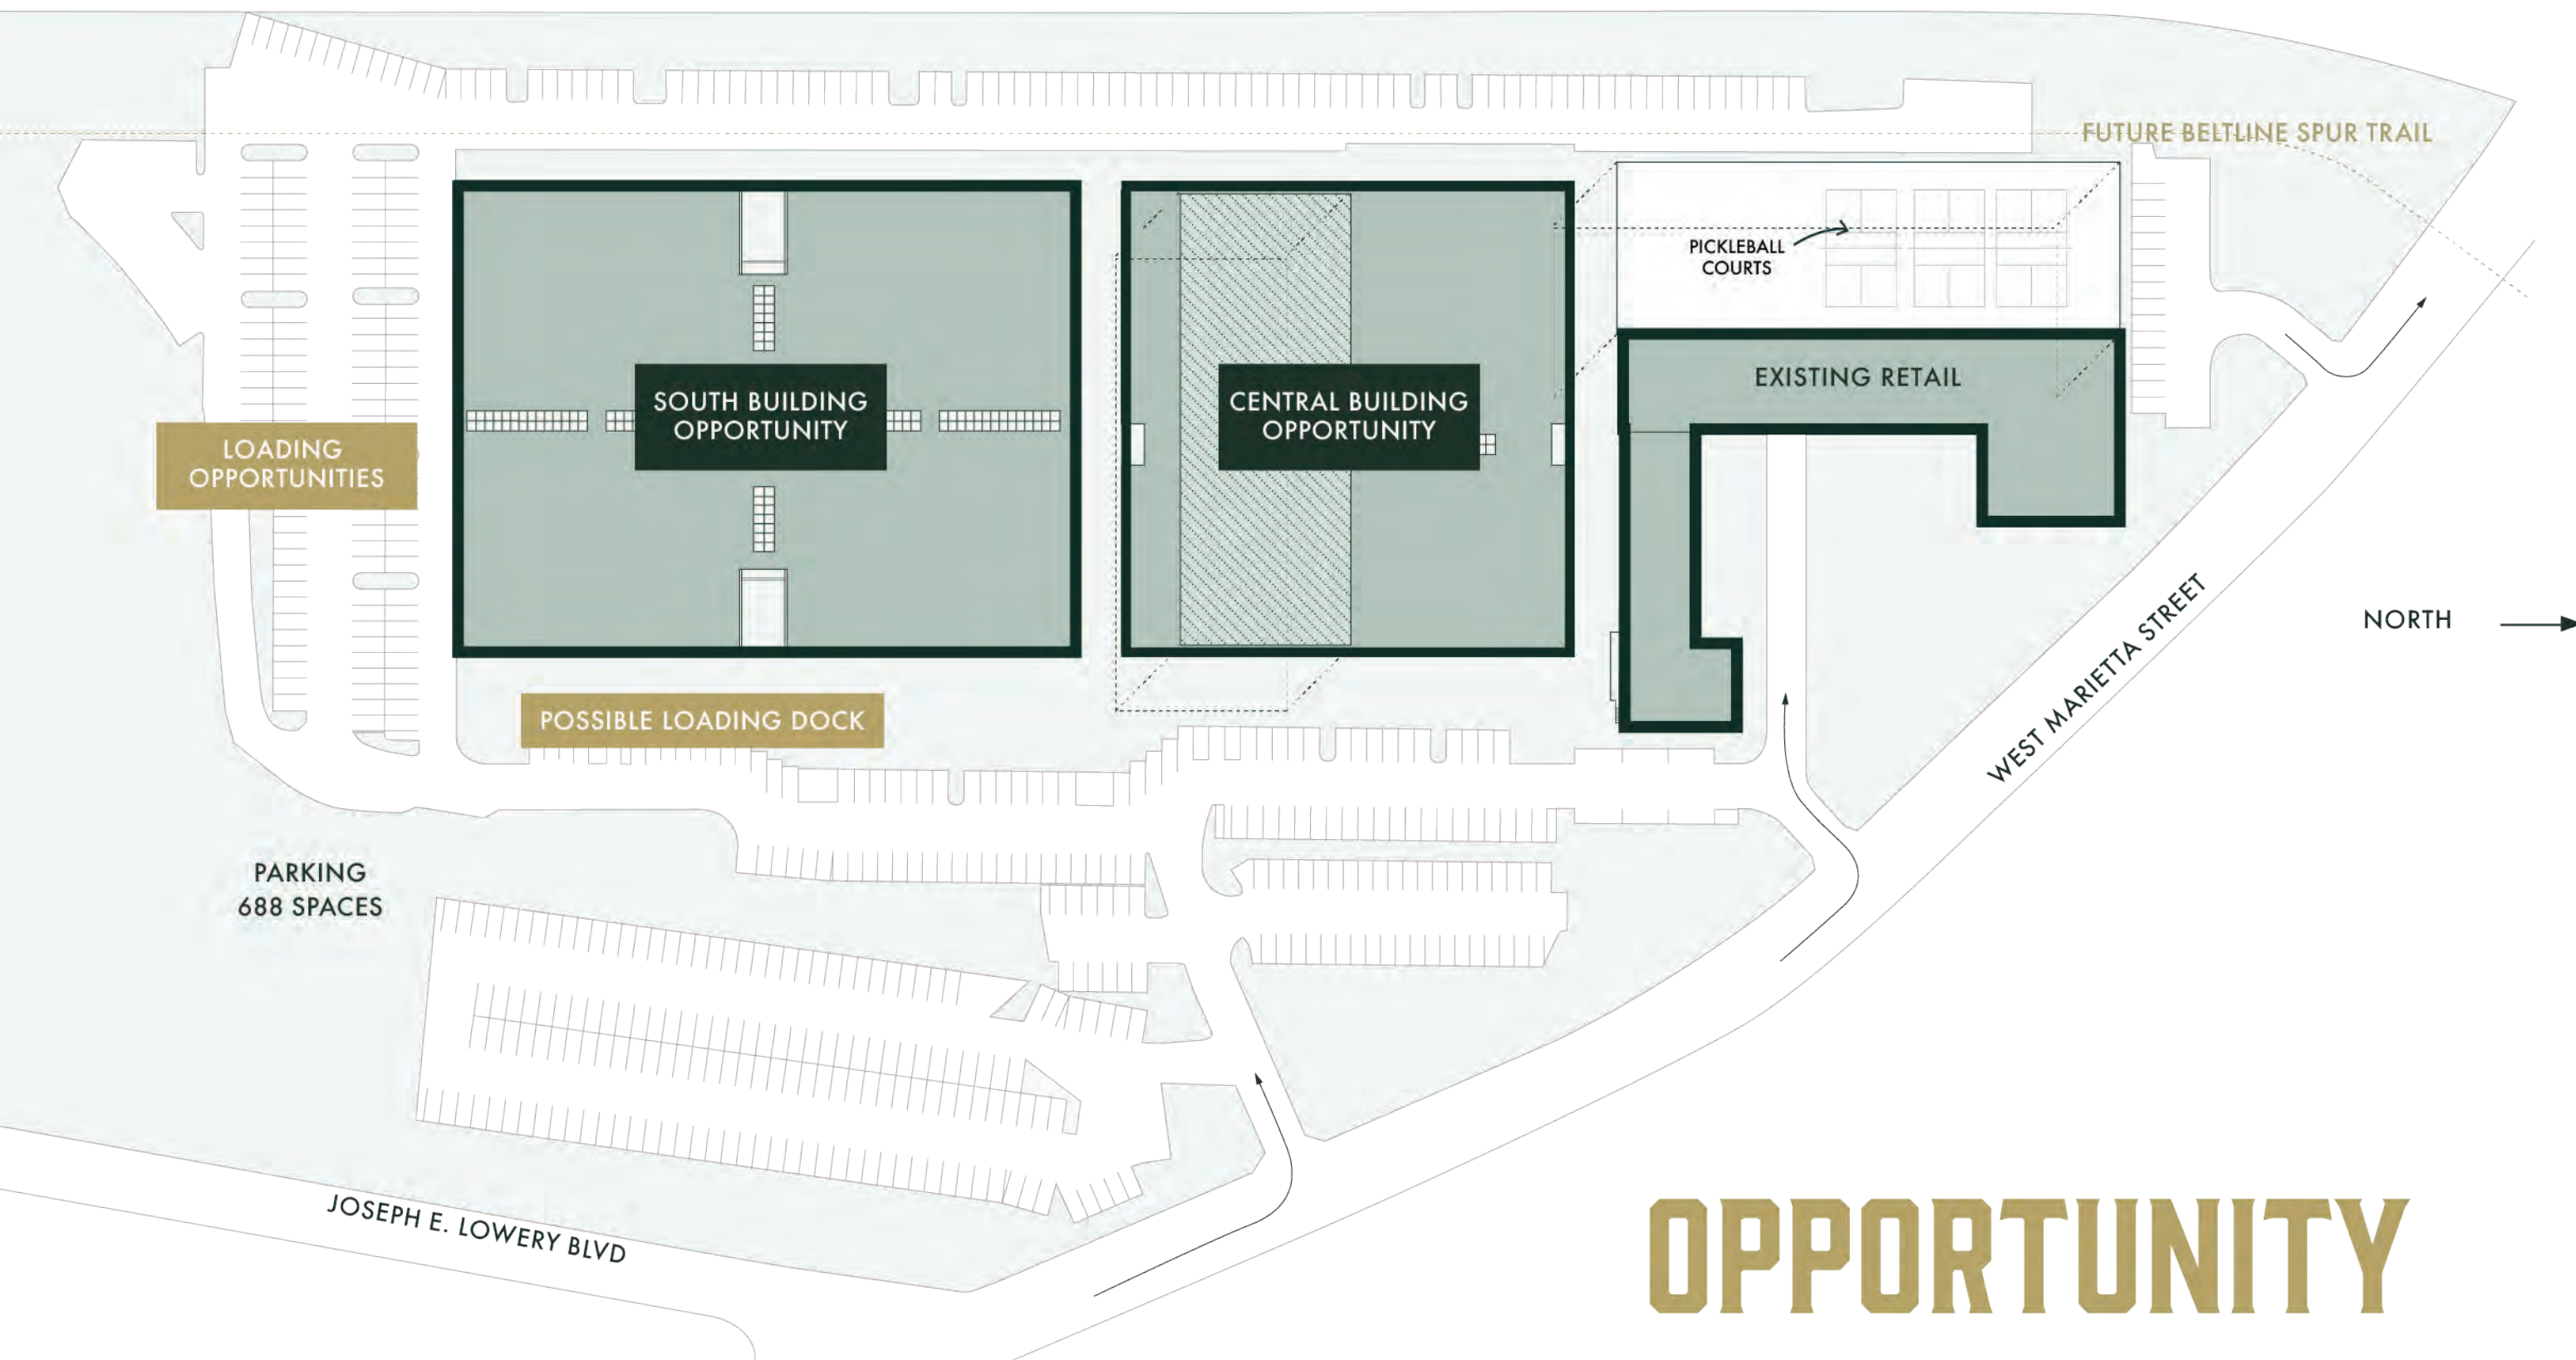 FUTURE BELTLINE SPUR TRAIL
PICKLEBALL
COURTS
EXISTING RETAIL
SOUTH BUILDING
OPPORTUNITY
CENTRAL BUILDING
OPPORTUNITY
LOADING
OPPORTUNITIES
NORTH
WEST MARIETTA STREET
POSSIBLE LOADING DOCK
PARKING
688 SPACES
JOSEPH E. LOWERY BLVD
OPPORTUNITY